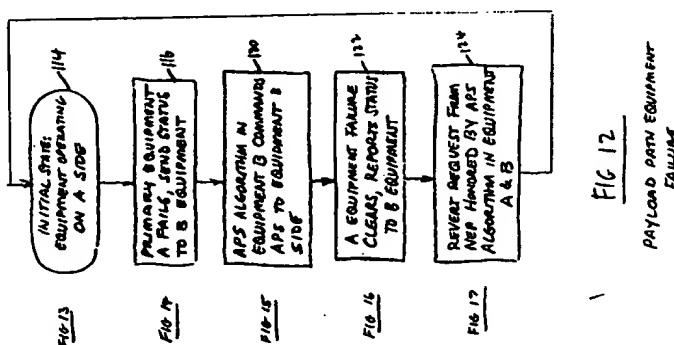 FIG 13
INITIAL STATE:
EQUIPMENT OPERATING
ON A SIDE
114
FIG 14
PRIMARY EQUIPMENT
A FAILS, SEND STATUS
TO B EQUIPMENT
116
FIG 15
APS ALGORITHM IN
EQUIPMENT B COMMANDS
APS TO EQUIPMENT B
SIDE
120
FIG 16
A EQUIPMENT FAILURE
CLEARS, REPORTS STATUS
TO B EQUIPMENT
122
FIG 17
REVERT REQUEST FROM
NEP HONORED BY APS
ALGORITHM IN EQUIPMENT
A & B
124
FIG 12
PAYLOAD PATH EQUIPMENT
FAILURE